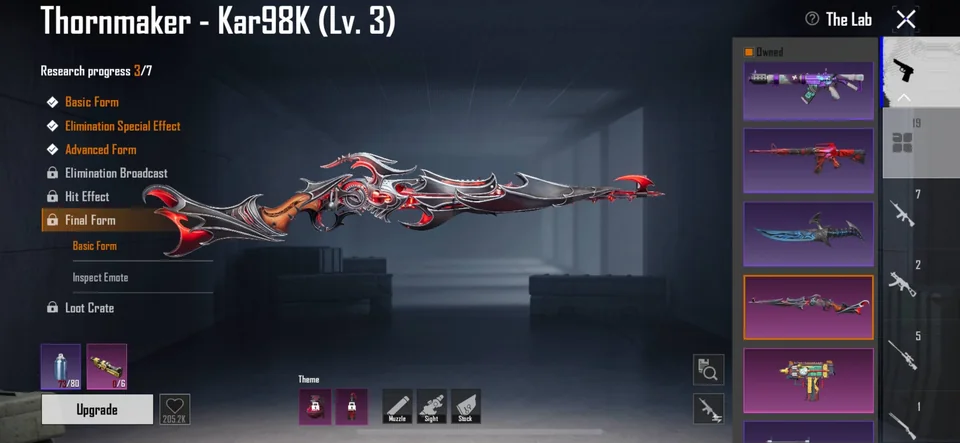 Thornmaker - Kar98K (Lv. 3)
The Lab
Research progress 3/7
Basic Form
Elimination Special Effect
Advanced Form
Elimination Broadcast
Hit Effect
Final Form
Basic Form
Inspect Emote
Loot Crate
/80
0/6
Upgrade
205.2K
Theme
Muzzle
Sight
Stock
Owned
19
7
2
5
1